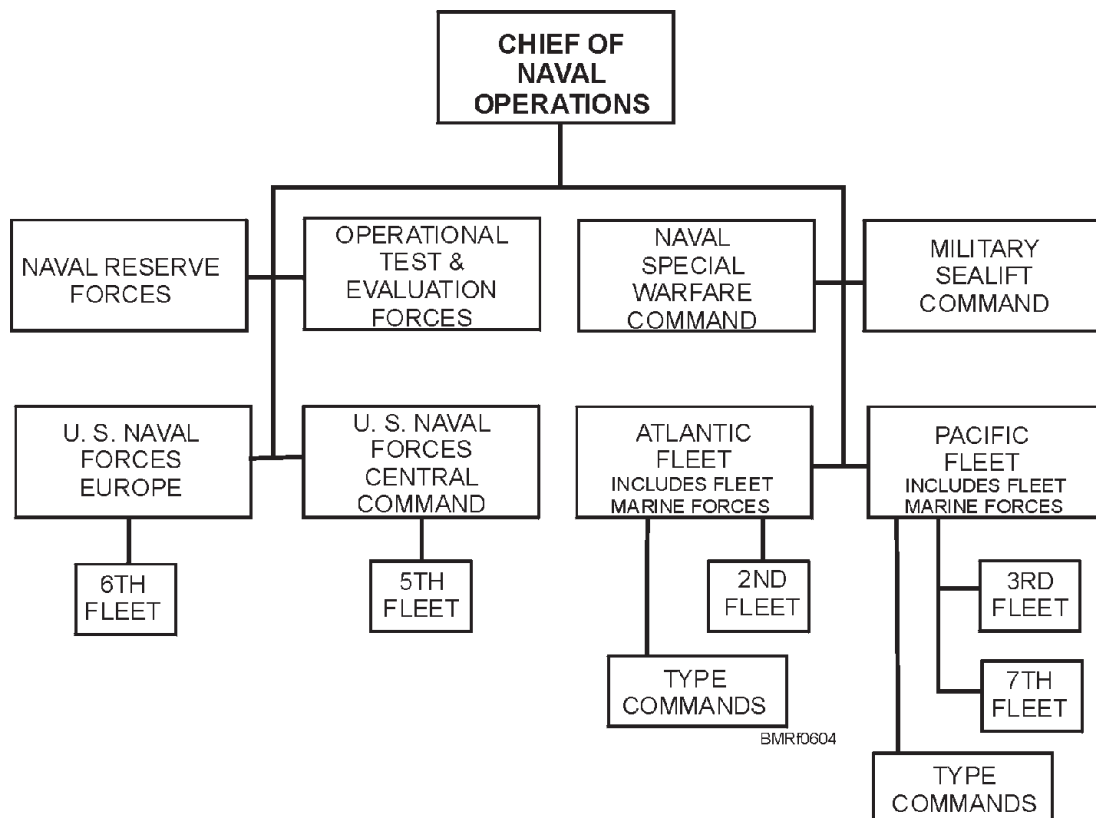 CHIEF OF
NAVAL
OPERATIONS
NAVAL RESERVE
FORCES
OPERATIONAL
TEST &
EVALUATION
FORCES
NAVAL
SPECIAL
WARFARE
COMMAND
MILITARY
SEALIFT
COMMAND
U. S. NAVAL
FORCES
EUROPE
U. S. NAVAL
FORCES
CENTRAL
COMMAND
ATLANTIC
FLEET
INCLUDES FLEET
MARINE FORCES
PACIFIC
FLEET
INCLUDES FLEET
MARINE FORCES
6TH
FLEET
5TH
FLEET
2ND
FLEET
3RD
FLEET
TYPE
COMMANDS
7TH
FLEET
BMRf0604
TYPE
COMMANDS